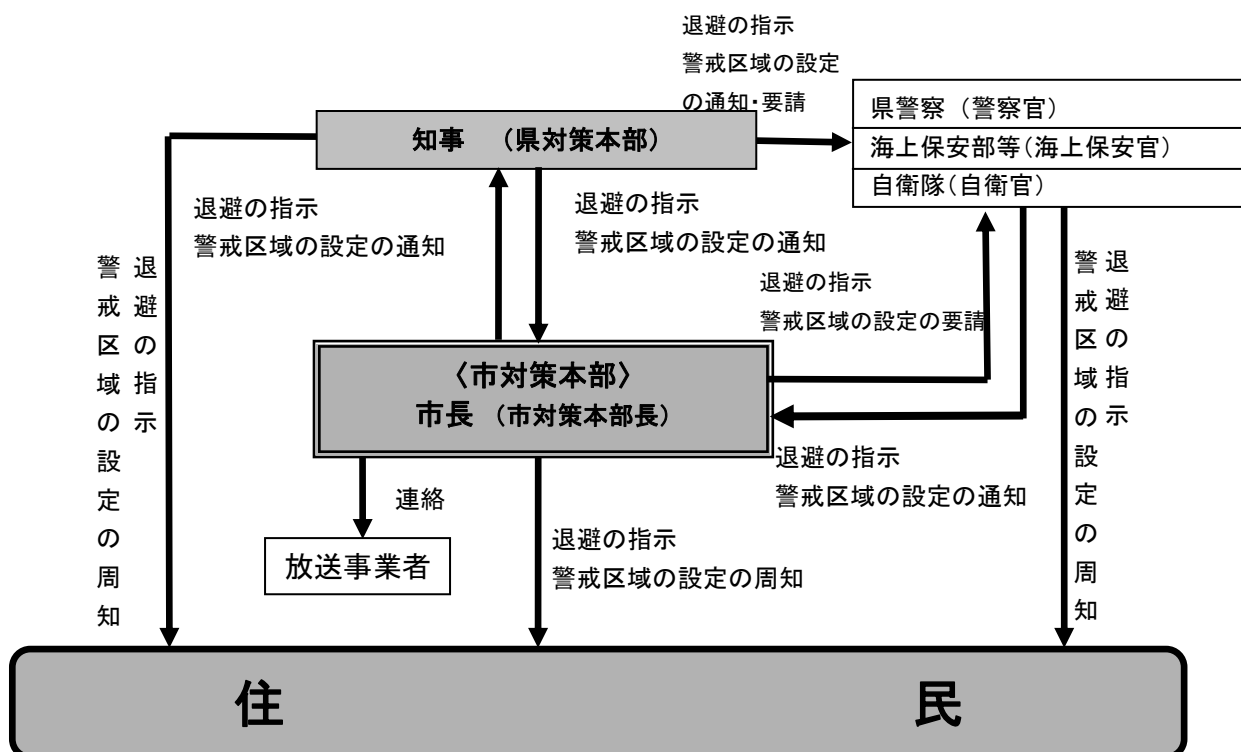 退避の指示
警戒区域の設定
の通知・要請
知事 （県対策本部）
県警察（警察官）
海上保安部等（海上保安官）
自衛隊（自衛官）
退避の指示
警戒区域の設定の通知
退避の指示
警戒区域の設定の通知
退避の指示
警戒区域の設定の周知
退避の指示
警戒区域の設定の要請
退避の指示
警戒区域の設定の周知
〈市対策本部〉
市長（市対策本部長）
退避の指示
警戒区域の設定の通知
連絡
放送事業者
退避の指示
警戒区域の設定の周知
住 民